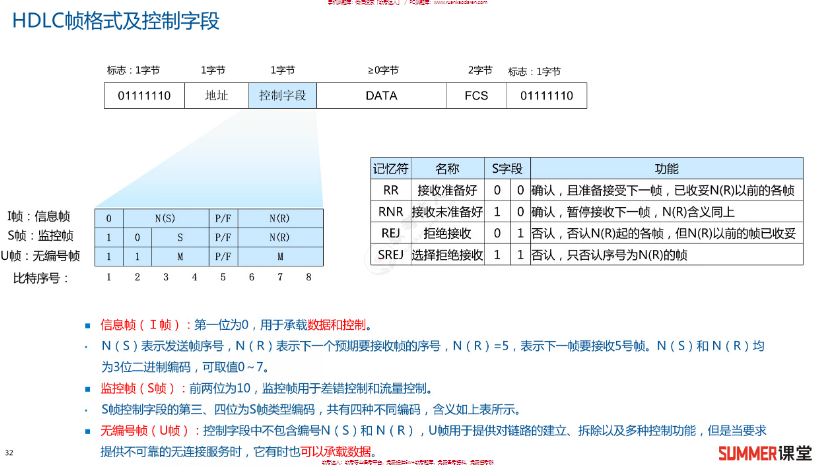 HDLC帧格式及控制字段
标志：1字节 1字节 1字节 ≥0字节 2字节 标志：1字节
01111110 地址 控制字段 DATA FCS 01111110
I帧：信息帧 0 N(S) P/F N(R)
S帧：监控帧 1 0 S P/F N(R)
U帧：无编号帧 1 1 M P/F M
比特序号： 1 2 3 4 5 6 7 8
记忆符 名称 S字段 功能
RR 接收准备好 0 0 确认，且准备接受下一帧，已收妥N(R)以前的各帧
RNR 接收未准备好 1 0 确认，暂停接收下一帧，N(R)含义同上
REJ 拒绝接收 0 1 否认，否认N(R)起的各帧，但N(R)以前的帧已收妥
SREJ 选择拒绝接收 1 1 否认，只否认序号为N(R)的帧
■ 信息帧（Ｉ帧）：第一位为0，用于承载数据和控制。
• N（S）表示发送帧序号，N（R）表示下一个预期要接收帧的序号，N（R）=5，表示下一帧要接收5号帧。N（S）和 N（R）均
为3位二进制编码，可取值0～7。
■ 监控帧（S帧）：前两位为10，监控帧用于差错控制和流量控制。
• S帧控制字段的第三、四位为S帧类型编码，共有四种不同编码，含义如上表所示。
■ 无编号帧（U帧）：控制字段中不包含编号N（S）和 N（R），U帧用于提供对链路的建立、拆除以及多种控制功能，但是当要求
提供不可靠的无连接服务时，它有时也可以承载数据。
32
SUMMER课堂